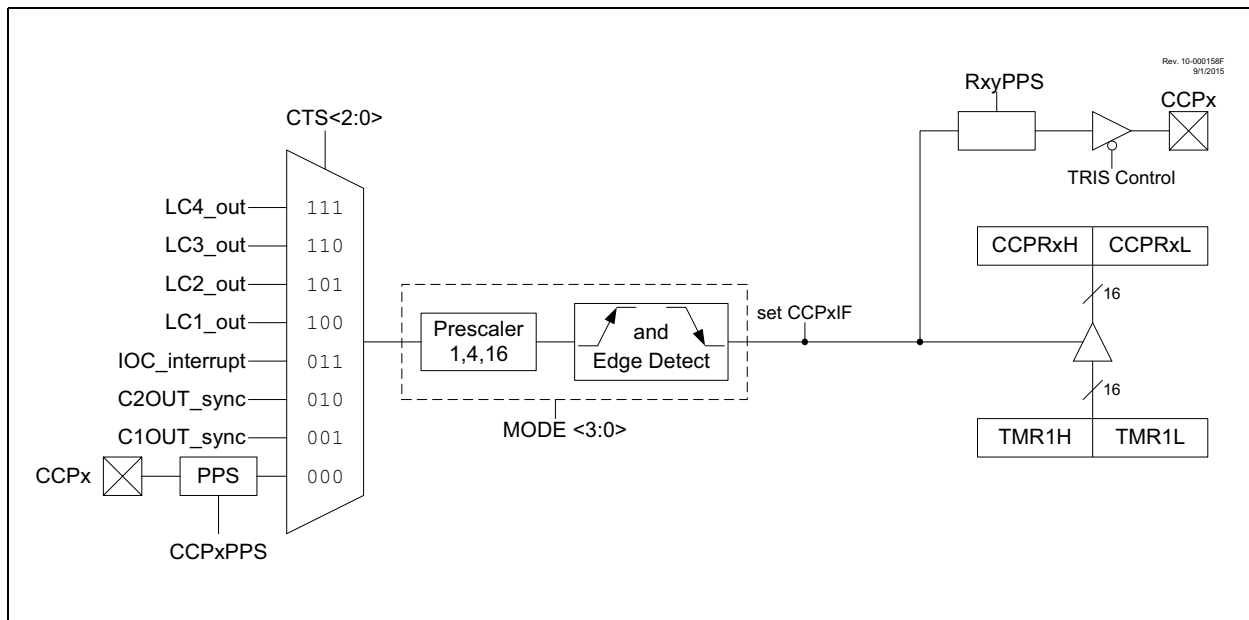 Rev. 10-000158F
9/1/2015
RxyPPS
CCPx
CTS<2:0>
TRIS Control
LC4_out 111
LC3_out 110
CCPRxH CCPRxL
LC2_out 101
16
LC1_out 100
set CCPxIF
Prescaler
1,4,16
and
Edge Detect
IOC_interrupt 011
C2OUT_sync 010
16
MODE <3:0>
C1OUT_sync 001
TMR1H TMR1L
CCPx PPS 000
CCPxPPS